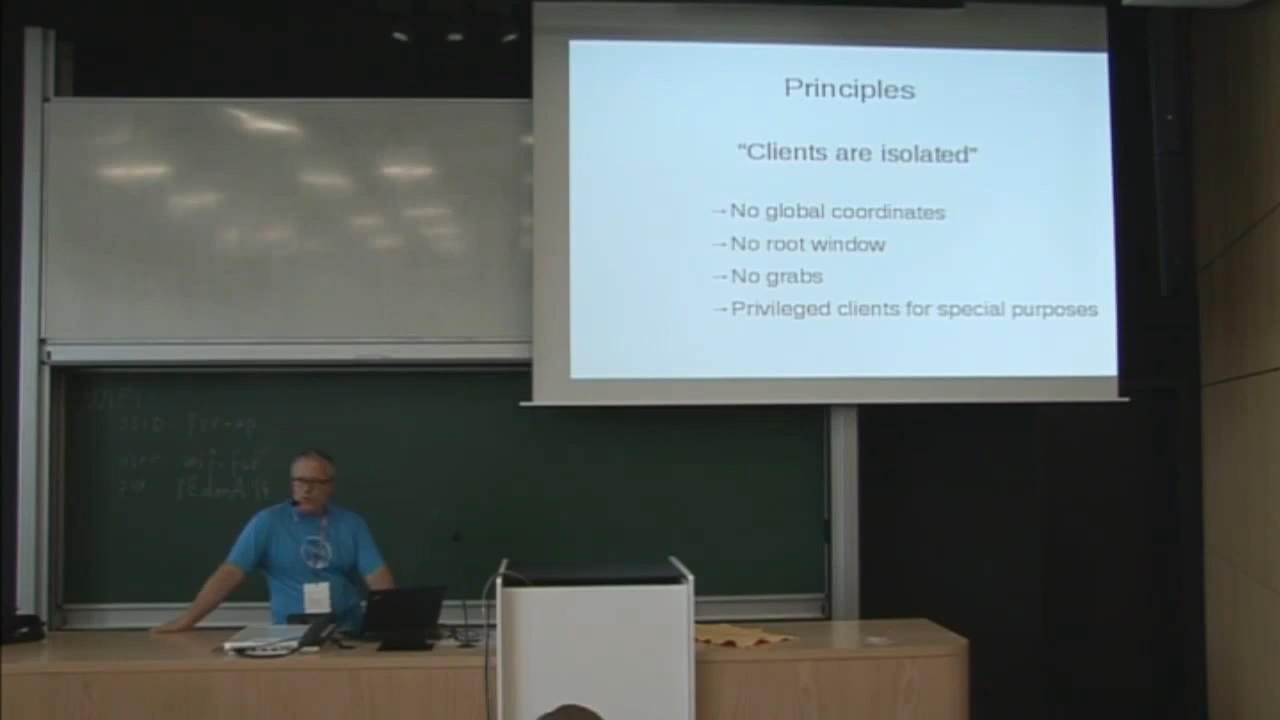 Principles
"Clients are isolated"
→No global coordinates
→No root window
→No grabs
→Privileged clients for special purposes